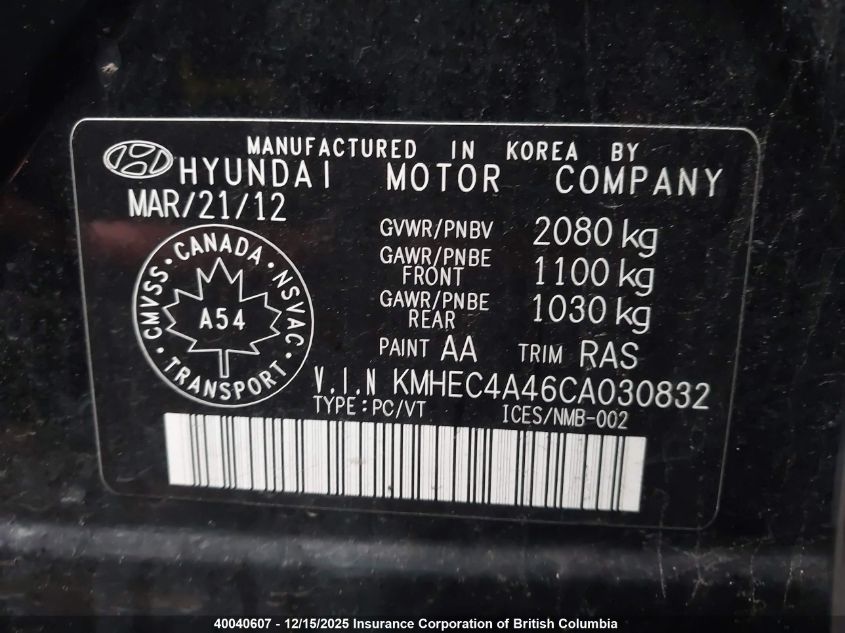 MANUFACTURED IN KOREA BY
HYUNDAI MOTOR COMPANY
MAR/21/12
GVWR/PNBV 2080 kg
GAWR/PNBE FRONT 1100 kg
GAWR/PNBE REAR 1030 kg
PAINT AA TRIM RAS
CMVSS • CANADA • NSVAC • TRANSPORT •
A54
V.I.N KMHEC4A46CA030832
TYPE:PC/VT ICES/NMB-002
40040607 - 12/15/2025 Insurance Corporation of British Columbia